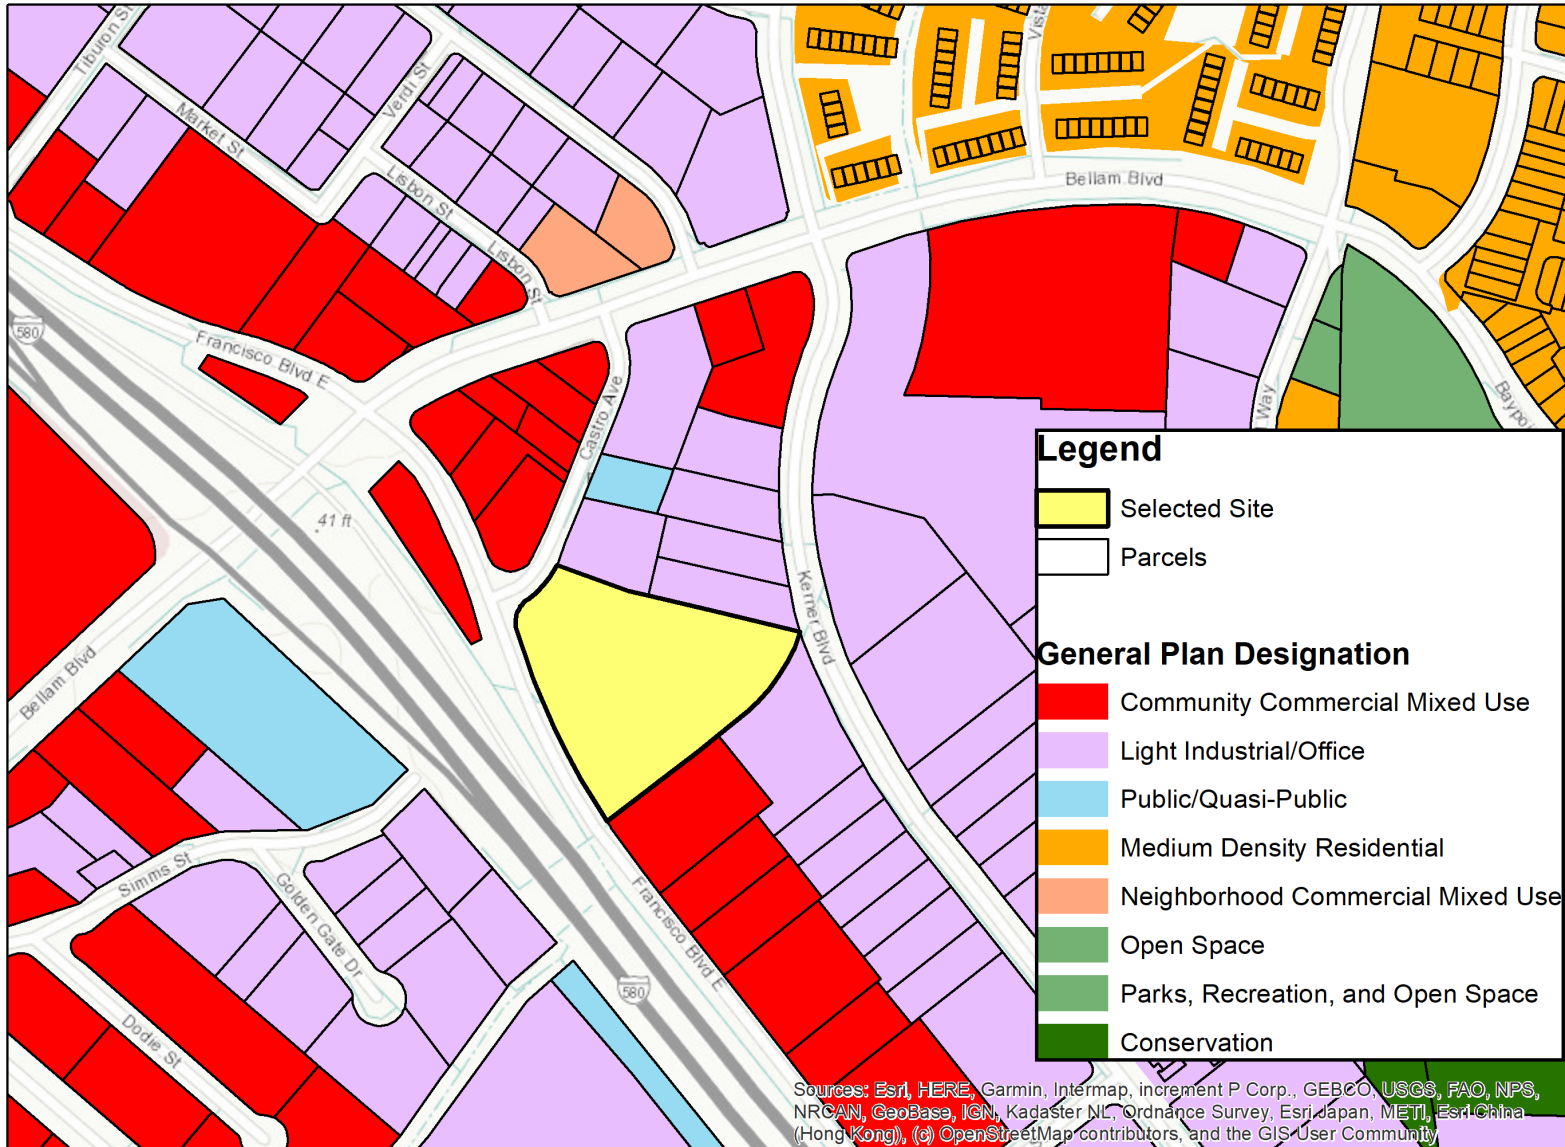 Tiburon St
Vista
Verdi St
Market St
Lisbon St
Bellam Blvd
Lisbon St
580
Francisco Blvd E
Castro Ave
Way
Legend
Selected Site
41 ft
Parcels
Kerner Blvd
General Plan Designation
Bellam Blvd
Community Commercial Mixed Use
Light Industrial/Office
Public/Quasi-Public
Medium Density Residential
Simms St
Neighborhood Commercial Mixed Use
Golden Gate Dr
Francisco Blvd E
Open Space
580
Parks, Recreation, and Open Space
Dodie St
Conservation
Sources: Esri, HERE, Garmin, Intermap, increment P Corp., GEBCO, USGS, FAO, NPS,
NRCAN, GeoBase, IGN, Kadaster NL, Ordnance Survey, Esri Japan, METI, Esri China
(Hong Kong), (c) OpenStreetMap contributors, and the GIS User Community